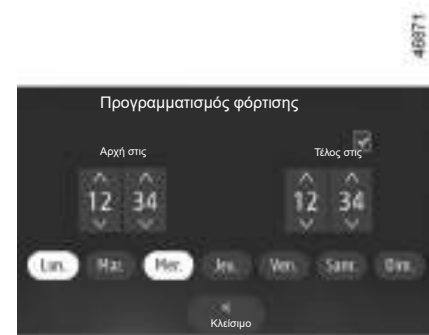 46871
Προγραμματισμός φόρτισης
Αρχή στις
Τέλος στις
12 34
12 34
Lun. Mar. Mer. Jeu. Ven. Sam. Dim.
Κλείσιμο